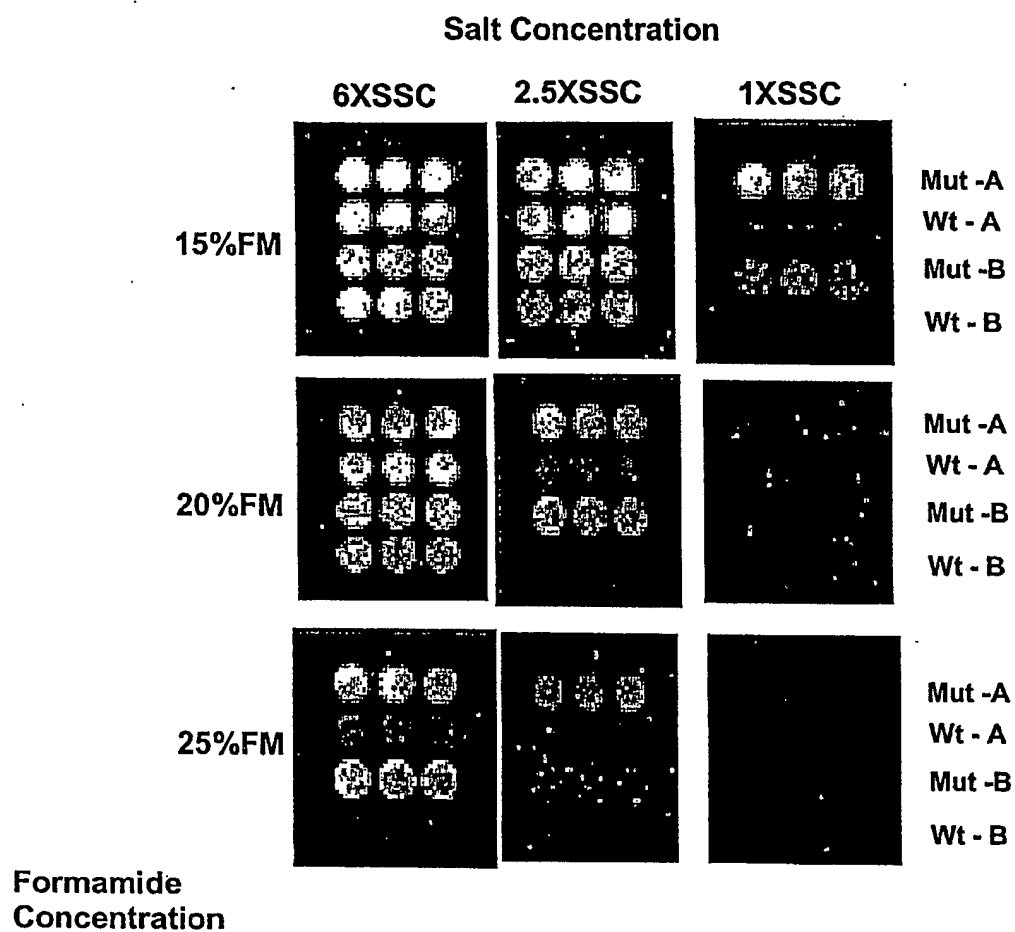 Salt Concentration
6XSSC 2.5XSSC 1XSSC
15%FM
Mut -A
Wt - A
Mut -B
Wt - B
20%FM
Mut -A
Wt - A
Mut -B
Wt - B
25%FM
Mut -A
Wt - A
Mut -B
Wt - B
Formamide
Concentration